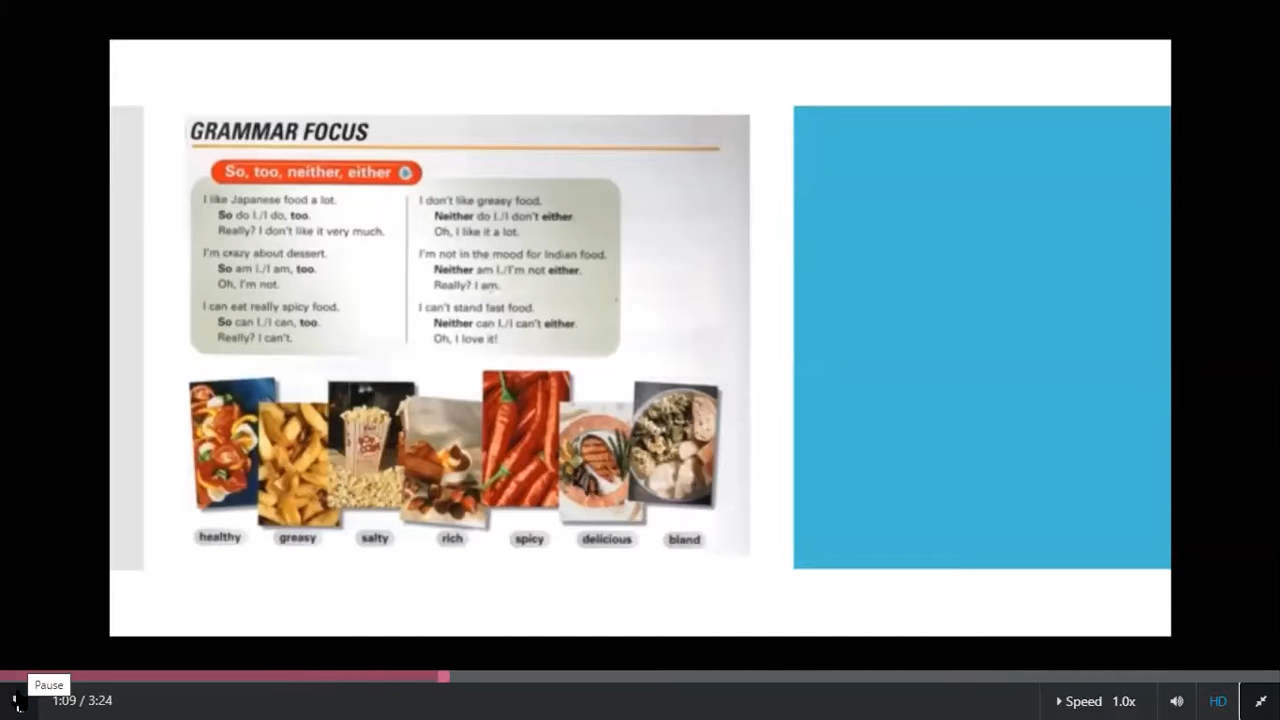 GRAMMAR FOCUS
So, too, neither, either
I like Japanese food a lot.
So do I./I do, too.
Really? I don't like it very much.
I'm crazy about dessert.
So am I./I am, too.
Oh, I'm not.
I can eat really spicy food.
So can I./I can, too.
Really? I can't.
I don't like greasy food.
Neither do I./I don't either.
Oh, I like it a lot.
I'm not in the mood for Indian food.
Neither am I./I'm not either.
Really? I am.
I can't stand fast food.
Neither can I./I can't either.
Oh, I love it!
healthy greasy salty rich spicy delicious bland
Pause
1:09 / 3:24 Speed 1.0x HD